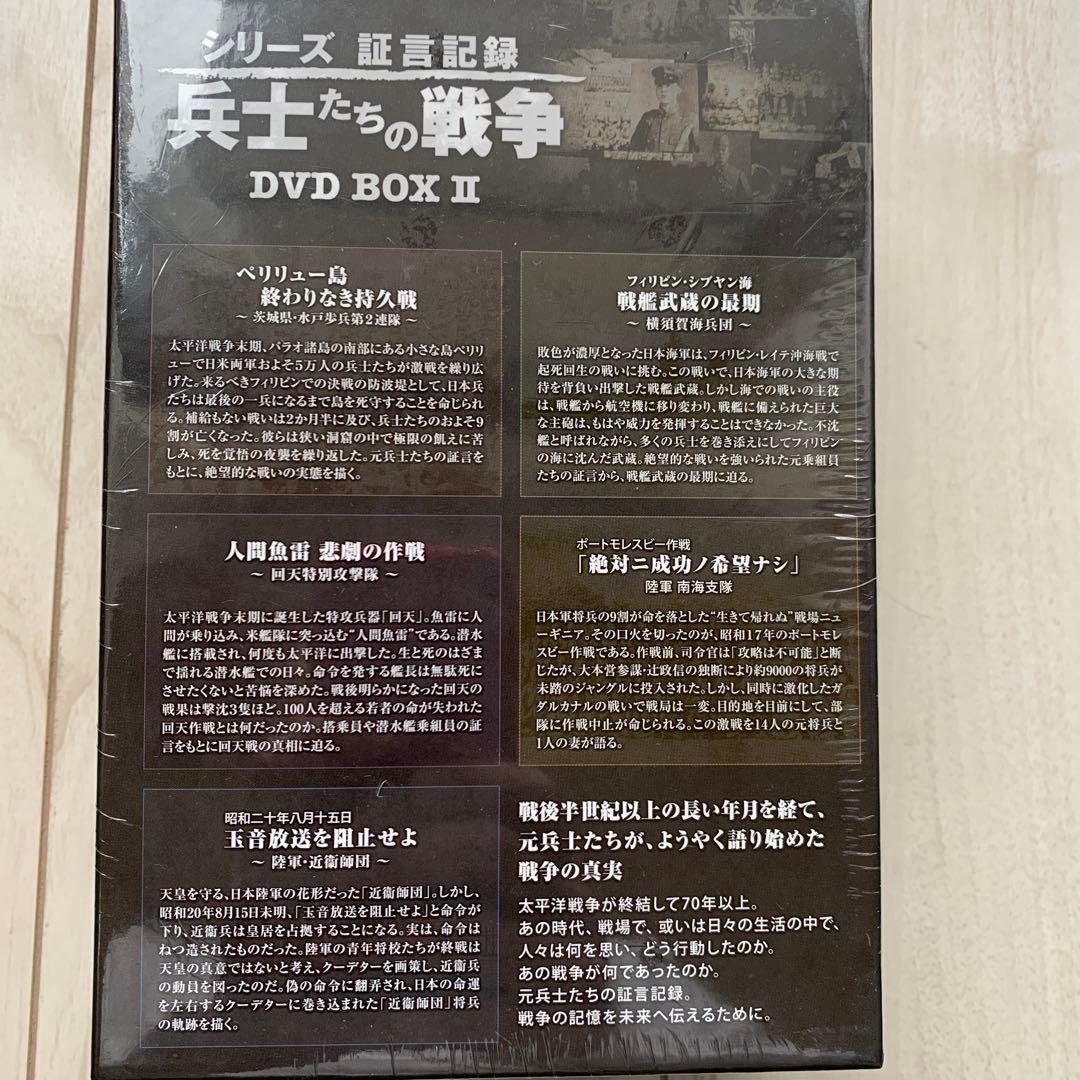 シリーズ 証言記録
兵士たちの戦争
DVD BOX II
ペリリュー島
終わりなき持久戦
~ 茨城県・水戸歩兵第2連隊 ~
太平洋戦争末期、パラオ諸島の南部にある小さな島ペリリ
ューで日米両軍およそ5万人の兵士たちが激戦を繰り広
げた。来るべきフィリピンでの決戦の防波堤として、日本兵
たちは最後の一兵になるまで島を死守することを命じられ
る。補給もない戦いは2か月半に及び、兵士たちのおよそ9
割が亡くなった。彼らは狭い洞窟の中で極限の飢えに苦
しみ、死を覚悟の夜襲を繰り返した。元兵士たちの証言を
もとに、絶望的な戦いの実態を描く。
フィリピン・シブヤン海
戦艦武蔵の最期
~ 横須賀海兵団 ~
敗色が濃厚となった日本海軍は、フィリピン・レイテ沖海戦で
起死回生の戦いに挑む。この戦いで、日本海軍の大きな期
待を背負い出撃した戦艦武蔵。しかし海での戦いの主役
は、戦艦から航空機に移り変わり、戦艦に備えられた巨大
な主砲は、もはや威力を発揮することはできなかった。不沈
艦と呼ばれながら、多くの兵士を巻き添えにしてフィリピン
の海に沈んだ武蔵。絶望的な戦いを強いられた元乗組員
たちの証言から、戦艦武蔵の最期に迫る。
人間魚雷 悲劇の作戦
~ 回天特別攻撃隊 ~
太平洋戦争末期に誕生した特攻兵器「回天」。魚雷に人
間が乗り込み、米艦隊に突っ込む“人間魚雷”である。潜水
艦に搭載され、何度も太平洋に出撃した。生と死のはざま
で揺れる潜水艦での日々。命令を発する艦長は無駄死に
させたくないと苦悩を深めた。戦後明らかになった回天の
戦果は撃沈3隻ほど。100人を超える若者の命が失われた
回天作戦とは何だったのか。搭乗員や潜水艦乗組員の証
言をもとに回天戦の真相に迫る。
ポートモレスビー作戦
「絶対ニ成功ノ希望ナシ」
陸軍 南海支隊
日本軍将兵の9割が命を落とした“生きて帰れぬ”戦場ニュ
ーギニア。その口火を切ったのが、昭和17年のポートモレ
スビー作戦である。作戦前、司令官は「攻略は不可能」と断
じたが、大本営参謀・辻政信の独断により約9000の将兵が
未踏のジャングルに投入された。しかし、同時に激化したガ
ダルカナルの戦いで戦局は一変。目的地を目前にして、部
隊に作戦中止が命じられる。この激戦を14人の元将兵と
1人の妻が語る。
昭和二十年八月十五日
玉音放送を阻止せよ
~ 陸軍・近衞師団 ~
天皇を守る、日本陸軍の花形だった「近衞師団」。しかし、
昭和20年8月15日未明、「玉音放送を阻止せよ」と命令が
下り、近衞兵は皇居を占拠することになる。実は、命令は
ねつ造されたものだった。陸軍の青年将校たちが終戦は
天皇の真意ではないと考え、クーデターを画策し、近衞兵
の動員を図ったのだ。偽の命令に翻弄され、日本の命運
を左右するクーデターに巻き込まれた「近衞師団」将兵
の軌跡を描く。
戦後半世紀以上の長い年月を経て、
元兵士たちが、ようやく語り始めた
戦争の真実
太平洋戦争が終結して70年以上。
あの時代、戦場で、或いは日々の生活の中で、
人々は何を思い、どう行動したのか。
あの戦争が何であったのか。
元兵士たちの証言記録。
戦争の記憶を未来へ伝えるために。